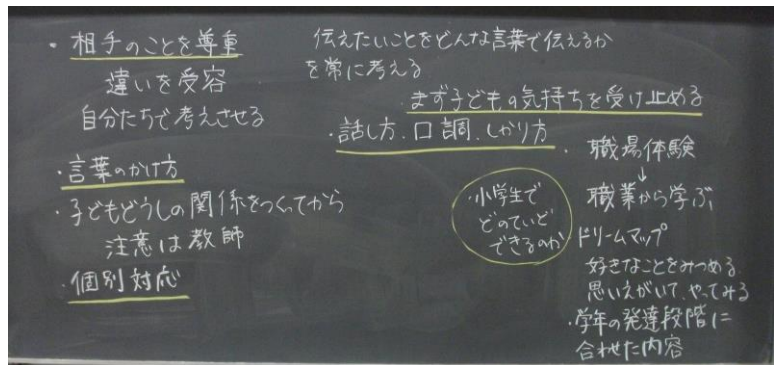 ・相手のことを尊重
違いを受容
自分たちで考えさせる
・言葉のかけ方
・子どもどうしの関係をつくってから
注意は教師
・個別対応
伝えたいことをどんな言葉で伝えるか
を常に考える
・まず子どもの気持ちを受け止める
・話し方、口調、しかり方
・小学生で
どのていど
できるのか
・職場体験
↓
職業から学ぶ
ドリームマップ
好きなことをみつめる
思いえがいて、やってみる
・学年の発達段階に
合わせた内容